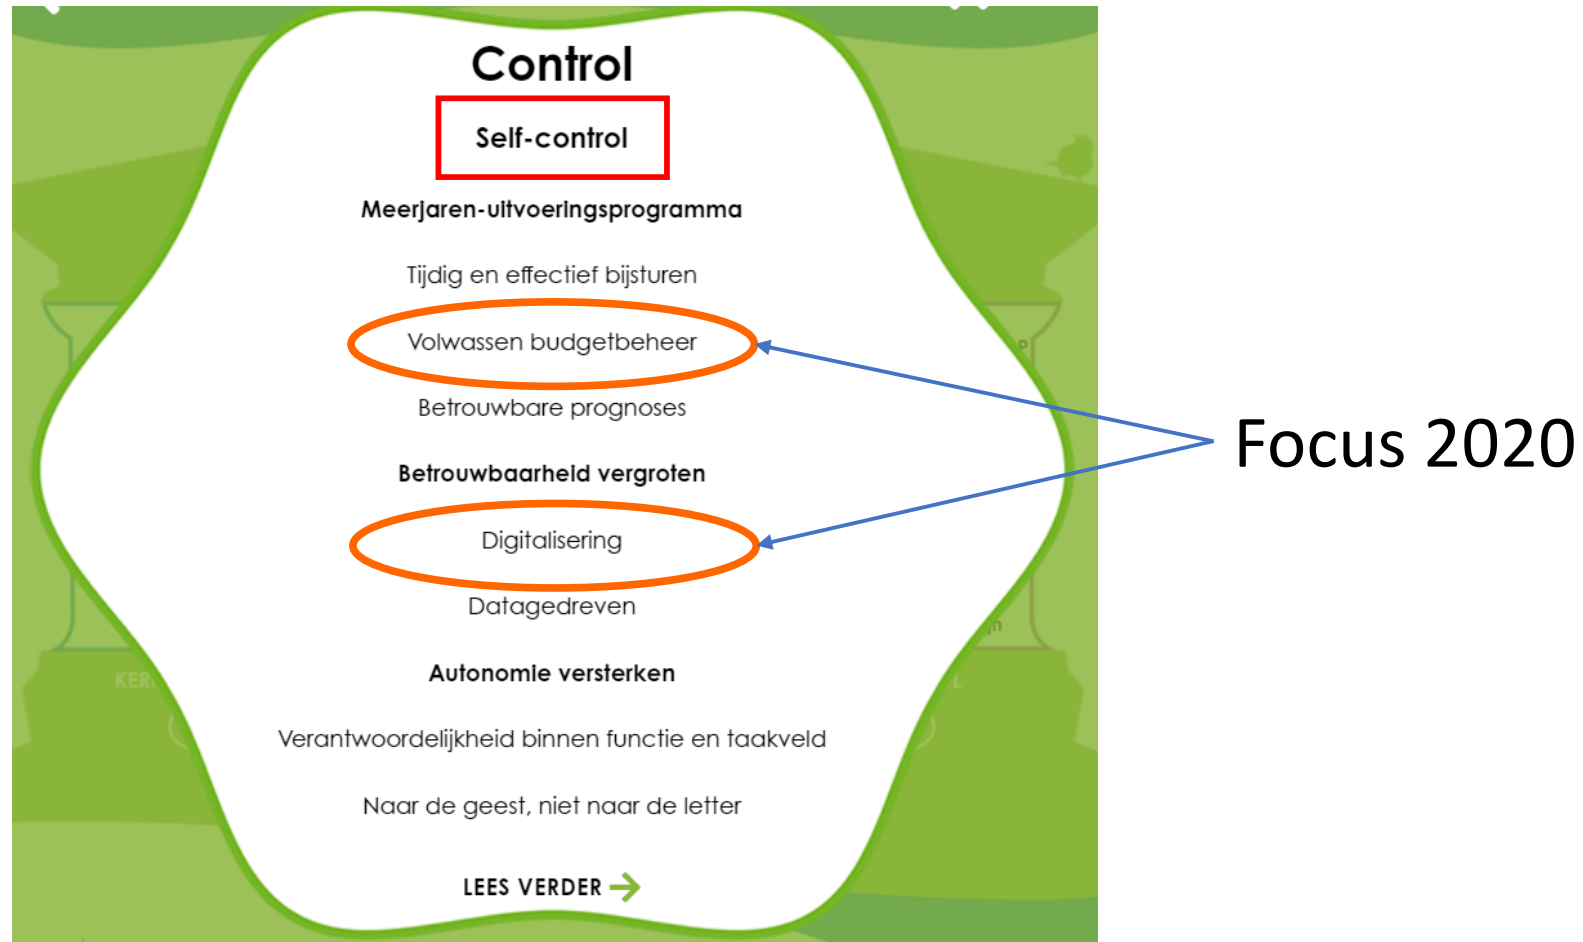 Control
Self-control
Meerjaren-uitvoeringsprogramma
Tijdig en effectief bijsturen
Volwassen budgetbeheer
Betrouwbare prognoses
Betrouwbaarheid vergroten
Digitalisering
Datagedreven
Autonomie versterken
Verantwoordelijkheid binnen functie en taakveld
Naar de geest, niet naar de letter
LEES VERDER
Focus 2020